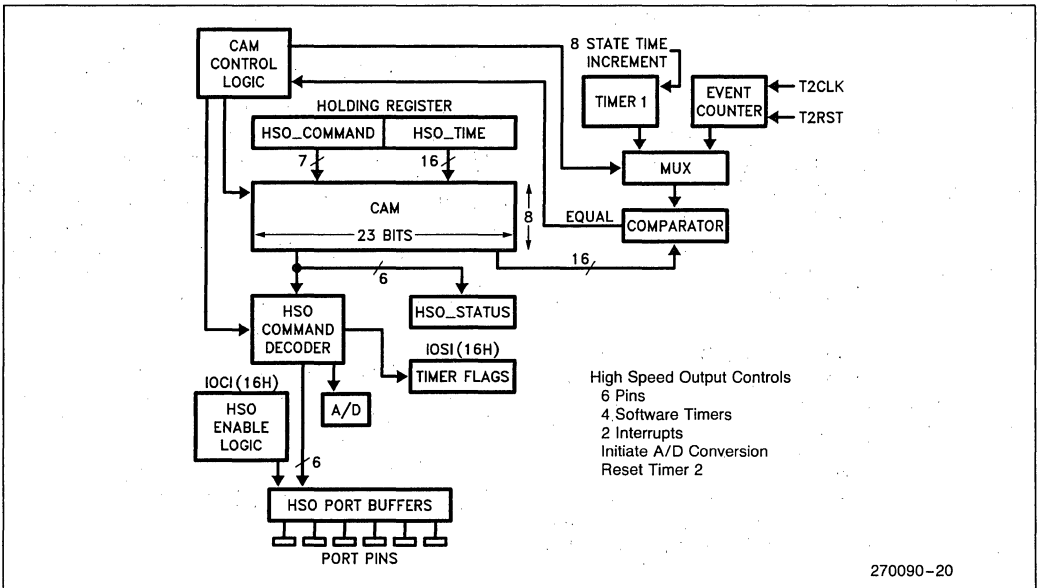 CAM
CONTROL
LOGIC
8 STATE TIME
INCREMENT
TIMER 1
EVENT
COUNTER
T2CLK
T2RST
HOLDING REGISTER
HSO_COMMAND
HSO_TIME
7
16
MUX
CAM
8
EQUAL
COMPARATOR
23 BITS
16
6
HSO_STATUS
HSO
COMMAND
DECODER
IOSI (16H)
TIMER FLAGS
IOCI (16H)
A/D
HSO
ENABLE
LOGIC
6
HSO PORT BUFFERS
PORT PINS
High Speed Output Controls
6 Pins
4 Software Timers
2 Interrupts
Initiate A/D Conversion
Reset Timer 2
270090-20